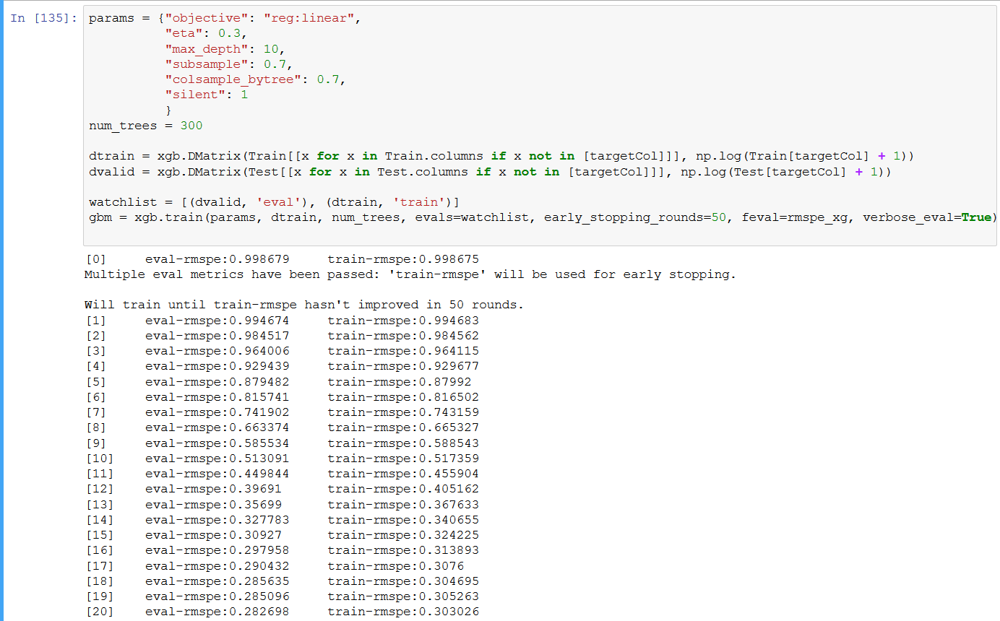 In [135]: params = {"objective": "reg:linear",
"eta": 0.3,
"max_depth": 10,
"subsample": 0.7,
"colsample_bytree": 0.7,
"silent": 1
}
num_trees = 300
dtrain = xgb.DMatrix(Train[[x for x in Train.columns if x not in [targetCol]]], np.log(Train[targetCol] + 1))
dvalid = xgb.DMatrix(Test[[x for x in Test.columns if x not in [targetCol]]], np.log(Test[targetCol] + 1))
watchlist = [(dvalid, 'eval'), (dtrain, 'train')]
gbm = xgb.train(params, dtrain, num_trees, evals=watchlist, early_stopping_rounds=50, feval=rmspe_xg, verbose_eval=True)
[0] eval-rmspe:0.998679 train-rmspe:0.998675
Multiple eval metrics have been passed: 'train-rmspe' will be used for early stopping.
Will train until train-rmspe hasn't improved in 50 rounds.
[1] eval-rmspe:0.994674 train-rmspe:0.994683
[2] eval-rmspe:0.984517 train-rmspe:0.984562
[3] eval-rmspe:0.964006 train-rmspe:0.964115
[4] eval-rmspe:0.929439 train-rmspe:0.929677
[5] eval-rmspe:0.879482 train-rmspe:0.87992
[6] eval-rmspe:0.815741 train-rmspe:0.816502
[7] eval-rmspe:0.741902 train-rmspe:0.743159
[8] eval-rmspe:0.663374 train-rmspe:0.665327
[9] eval-rmspe:0.585534 train-rmspe:0.588543
[10] eval-rmspe:0.513091 train-rmspe:0.517359
[11] eval-rmspe:0.449844 train-rmspe:0.455904
[12] eval-rmspe:0.39691 train-rmspe:0.405162
[13] eval-rmspe:0.35699 train-rmspe:0.367633
[14] eval-rmspe:0.327783 train-rmspe:0.340655
[15] eval-rmspe:0.30927 train-rmspe:0.324225
[16] eval-rmspe:0.297958 train-rmspe:0.313893
[17] eval-rmspe:0.290432 train-rmspe:0.3076
[18] eval-rmspe:0.285635 train-rmspe:0.304695
[19] eval-rmspe:0.285096 train-rmspe:0.305263
[20] eval-rmspe:0.282698 train-rmspe:0.303026